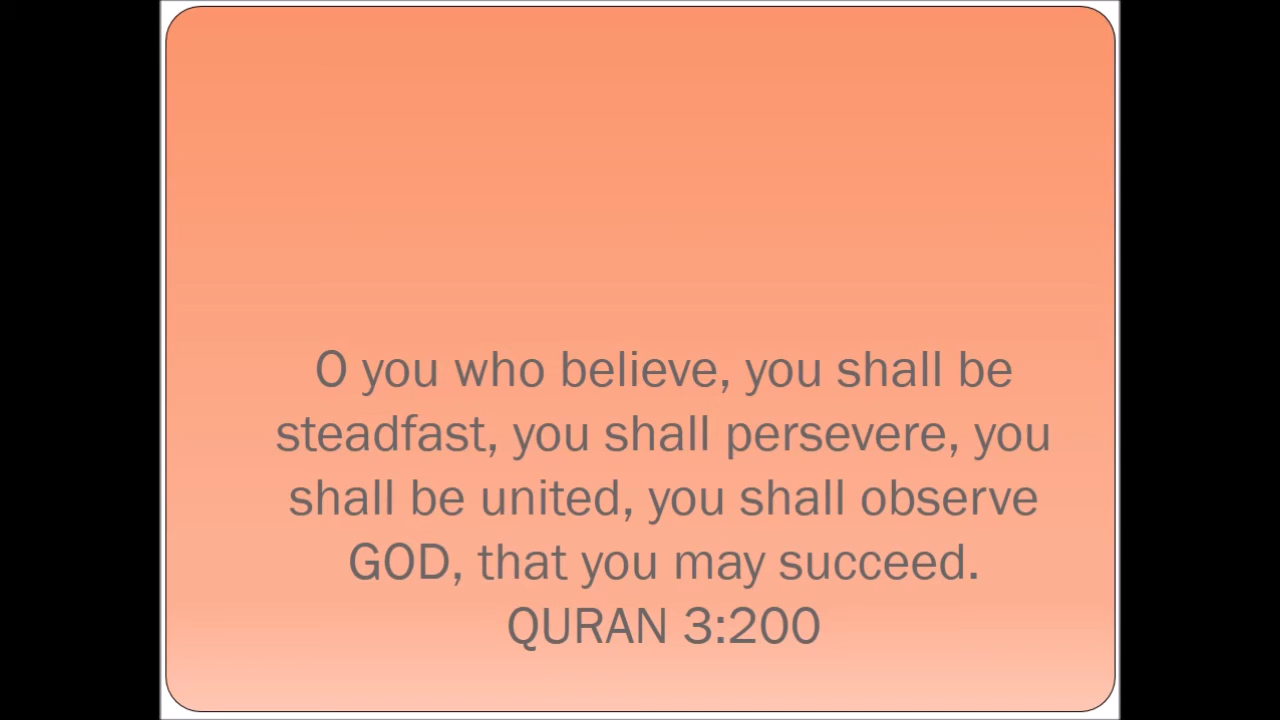 O you who believe, you shall be
steadfast, you shall persevere, you
shall be united, you shall observe
GOD, that you may succeed.
QURAN 3:200